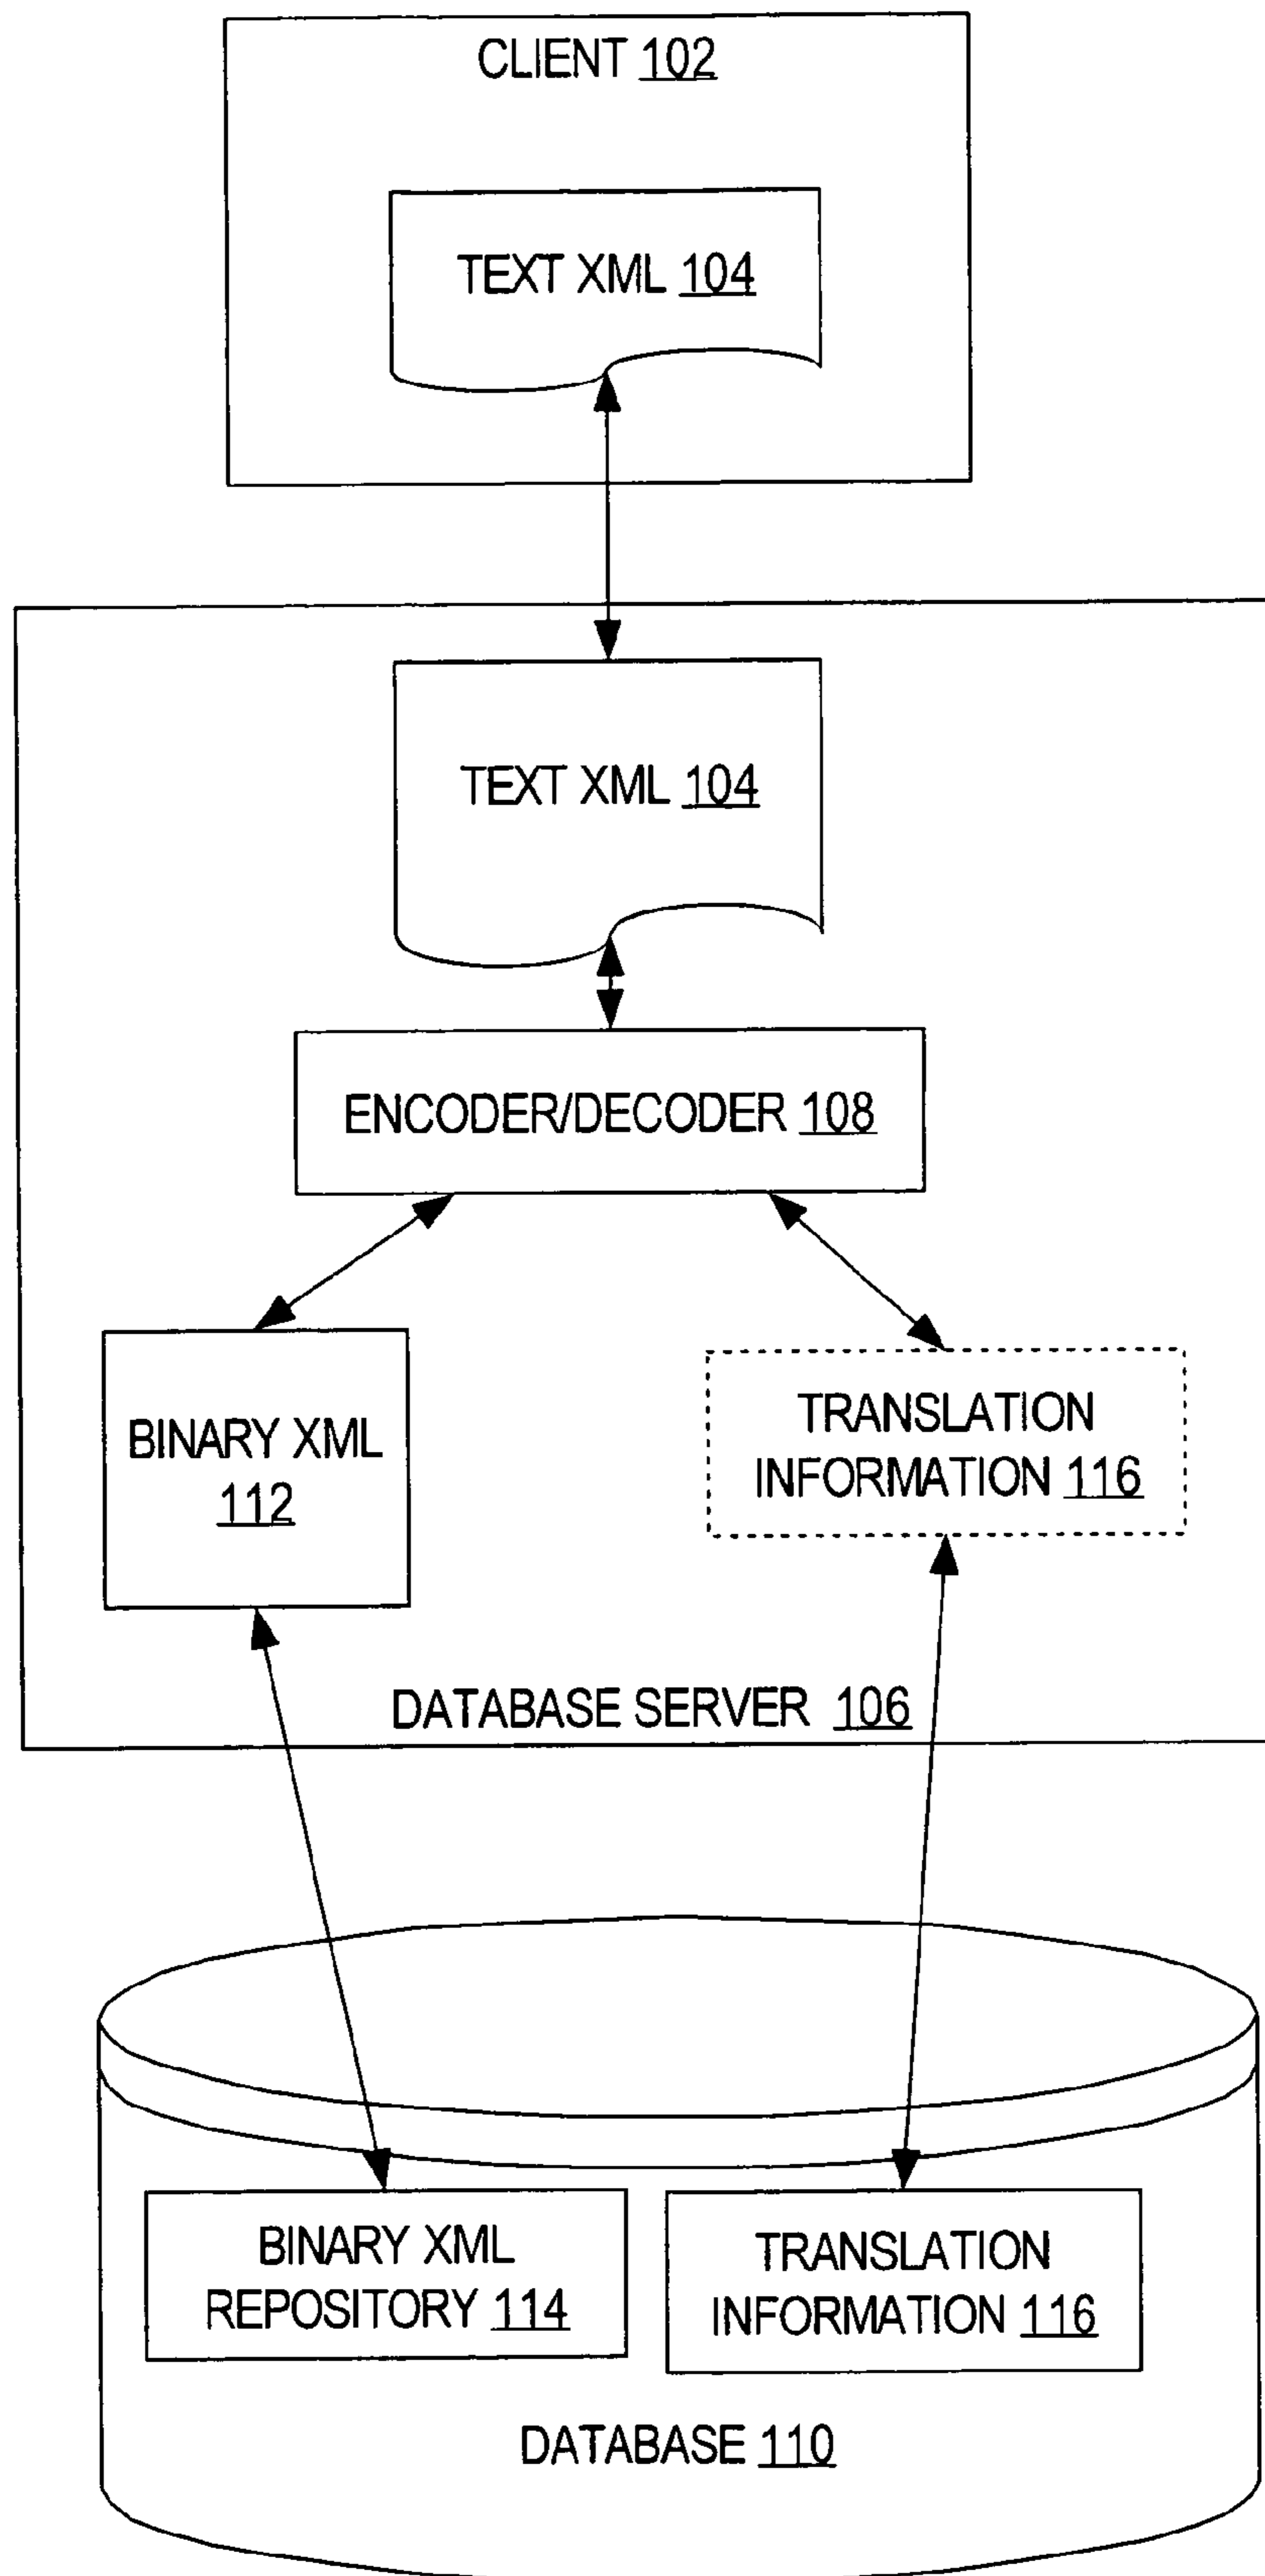 CLIENT 102
TEXT XML 104
TEXT XML 104
ENCODER/DECODER 108
BINARY XML
112
TRANSLATION
INFORMATION 116
DATABASE SERVER 106
BINARY XML
REPOSITORY 114
TRANSLATION
INFORMATION 116
DATABASE 110